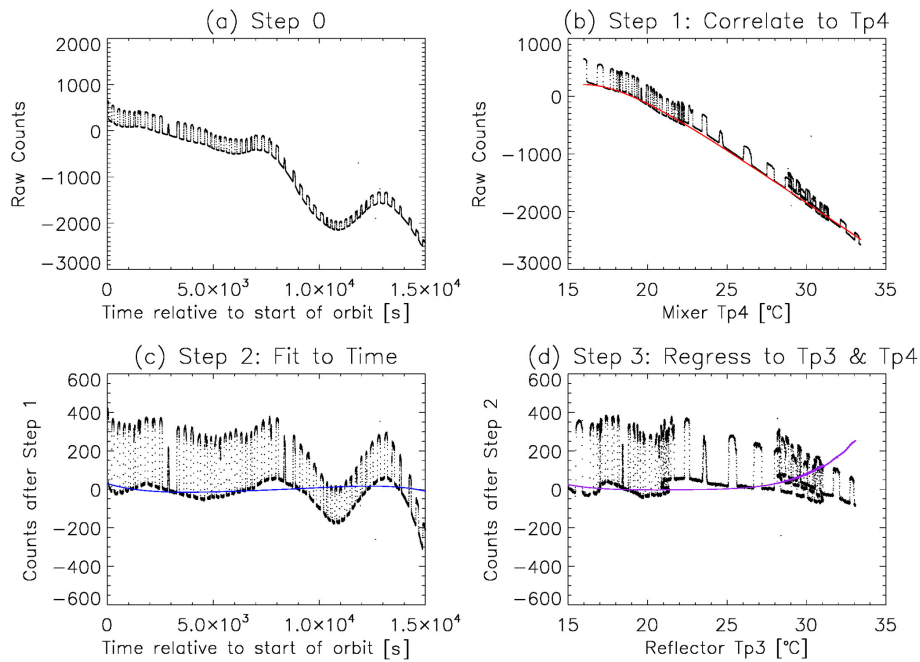 (a) Step 0
2000
1000
0
−1000
−2000
−3000
Raw Counts
0 5.0×10³ 1.0×10⁴ 1.5×10⁴
Time relative to start of orbit [s]
(b) Step 1: Correlate to Tp4
1000
0
−1000
−2000
−3000
Raw Counts
15 20 25 30 35
Mixer Tp4 [°C]
(c) Step 2: Fit to Time
600
400
200
0
−200
−400
−600
Counts after Step 1
0 5.0×10³ 1.0×10⁴ 1.5×10⁴
Time relative to start of orbit [s]
(d) Step 3: Regress to Tp3 & Tp4
600
400
200
0
−200
−400
−600
Counts after Step 2
15 20 25 30 35
Reflector Tp3 [°C]